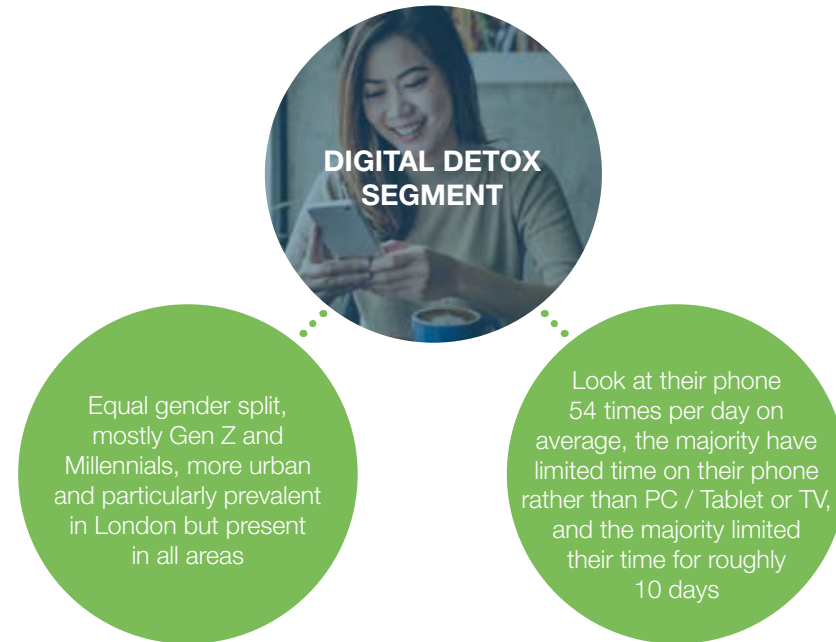 DIGITAL DETOX
SEGMENT
Equal gender split,
mostly Gen Z and
Millennials, more urban
and particularly prevalent
in London but present
in all areas
Look at their phone
54 times per day on
average, the majority have
limited time on their phone
rather than PC / Tablet or TV,
and the majority limited
their time for roughly
10 days